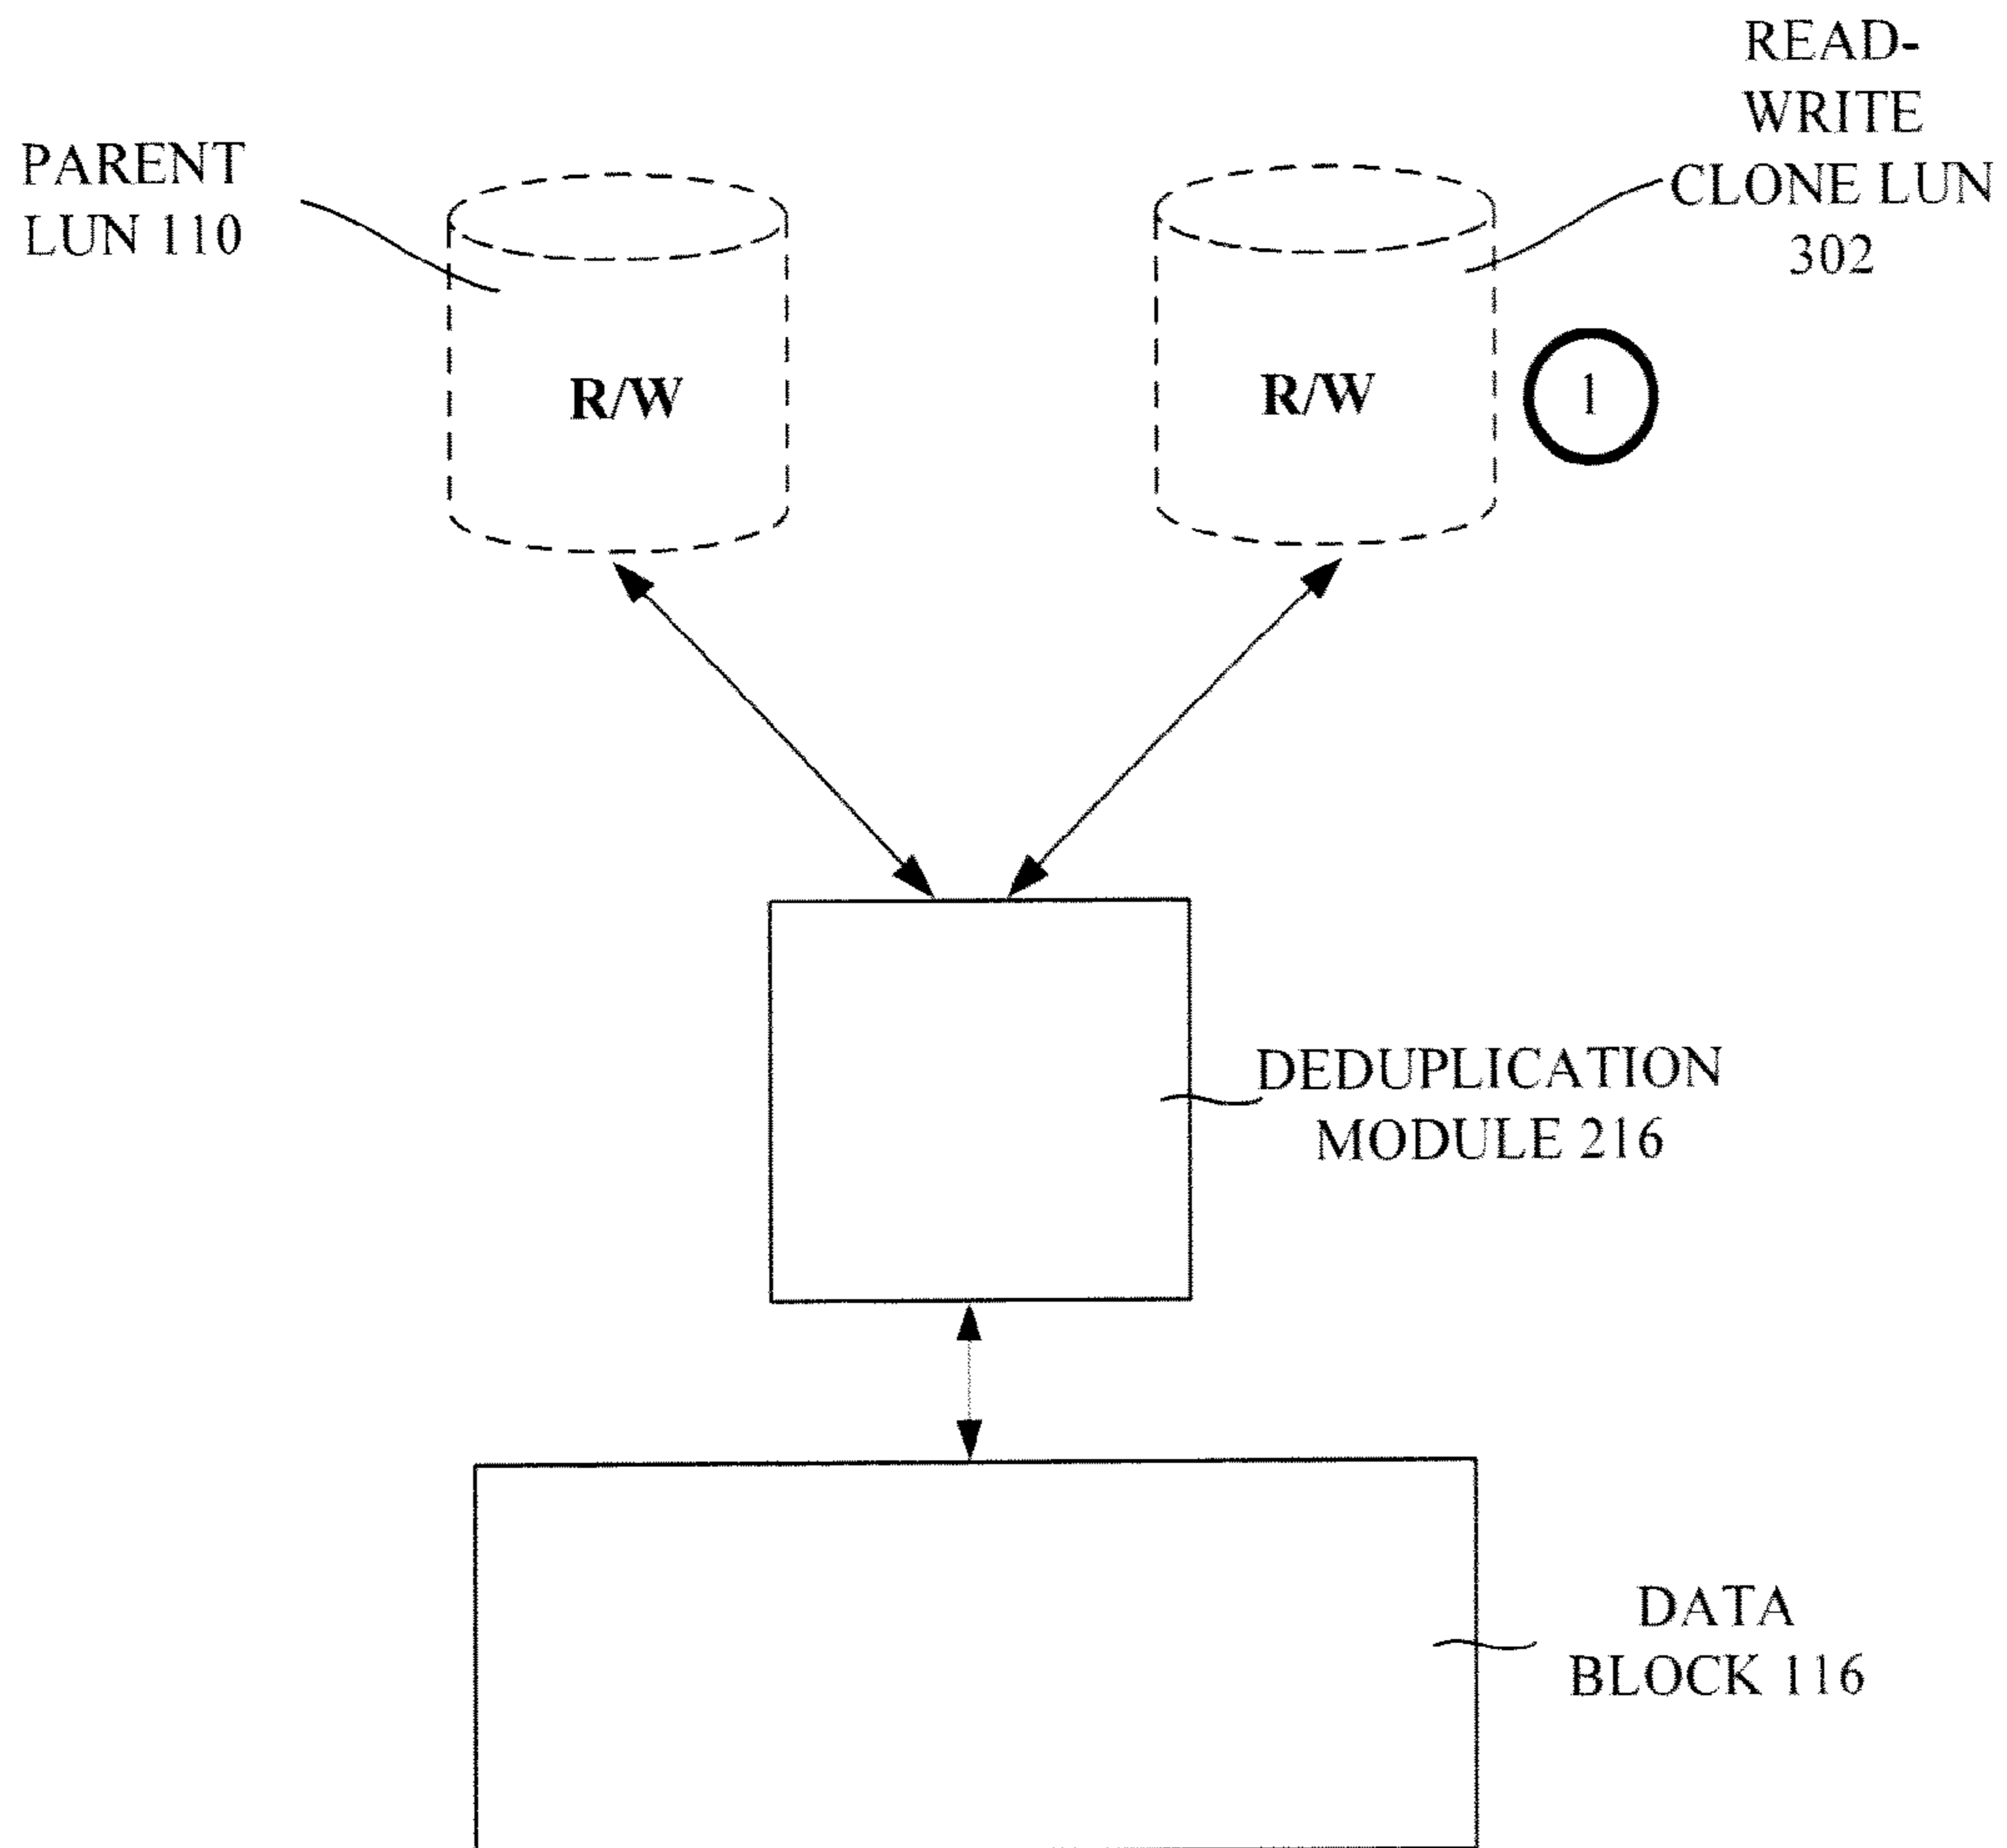 READ-
WRITE
CLONE LUN
302
PARENT
LUN 110
R/W
R/W
1
DEDUPLICATION
MODULE 216
DATA
BLOCK 116